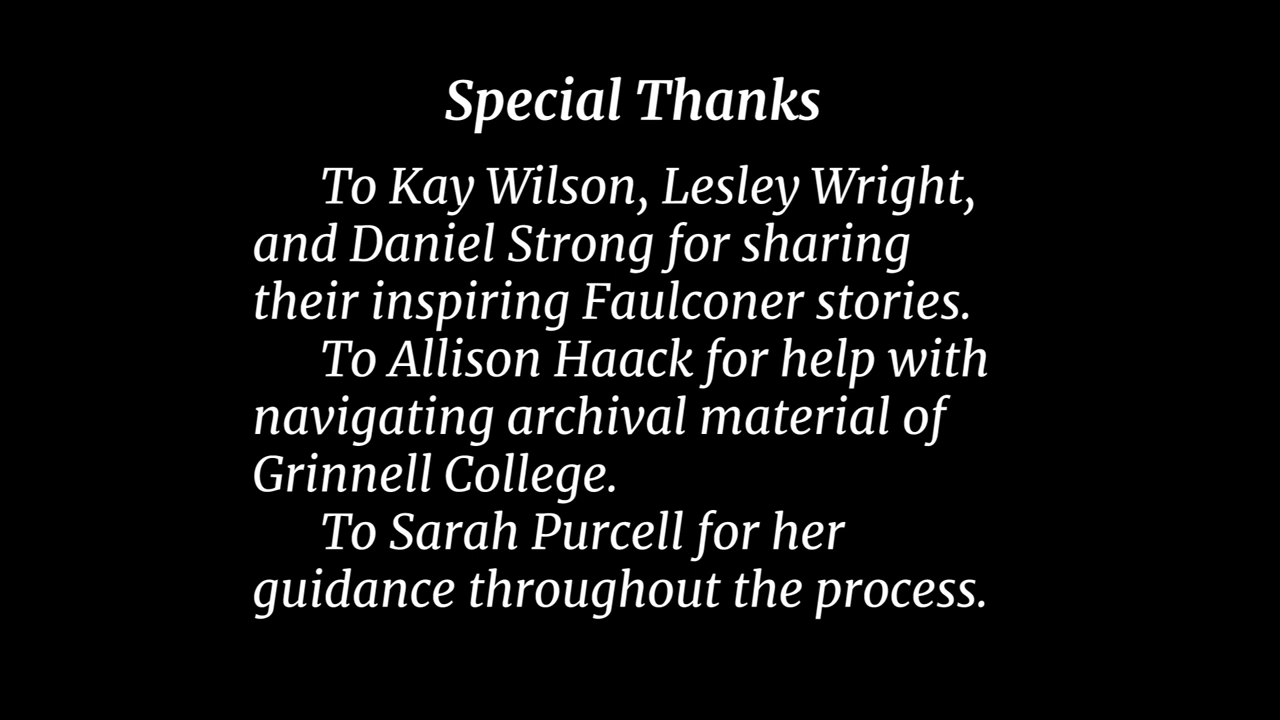 Special Thanks
To Kay Wilson, Lesley Wright,
and Daniel Strong for sharing
their inspiring Faulconer stories.
To Allison Haack for help with
navigating archival material of
Grinnell College.
To Sarah Purcell for her
guidance throughout the process.